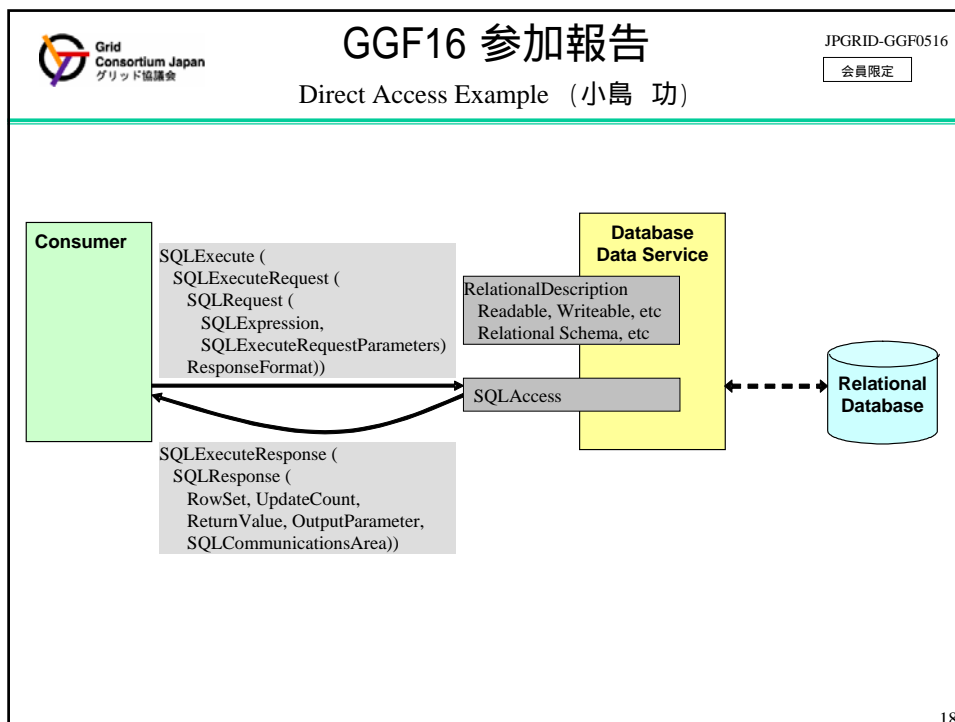 Grid
Consortium Japan
グリッド協議会
GGF16 参加報告
Direct Access Example （小島 功）
JPGRID-GGF0516
会員限定
Consumer
SQLExecute (
SQLExecuteRequest (
SQLRequest (
SQLExpression,
SQLExecuteRequestParameters)
ResponseFormat))
Database
Data Service
RelationalDescription
Readable, Writeable, etc
Relational Schema, etc
SQLAccess
Relational
Database
SQLExecuteResponse (
SQLResponse (
RowSet, UpdateCount,
ReturnValue, OutputParameter,
SQLCommunicationsArea))
18